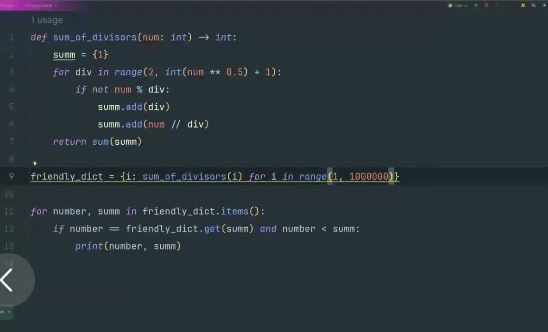 1 usage
1 def sum_of_divisors(num: int) → int:
2 summ = {1}
3 for div in range(2, int(num ** 0.5) + 1):
4 if not num % div:
5 summ.add(div)
6 summ.add(num // div)
7 return sum(summ)
8
9 friendly_dict = {i: sum_of_divisors(i) for i in range(1, 1000000)}
10
11 for number, summ in friendly_dict.items():
12 if number == friendly_dict.get(summ) and number < summ:
13 print(number, summ)
14